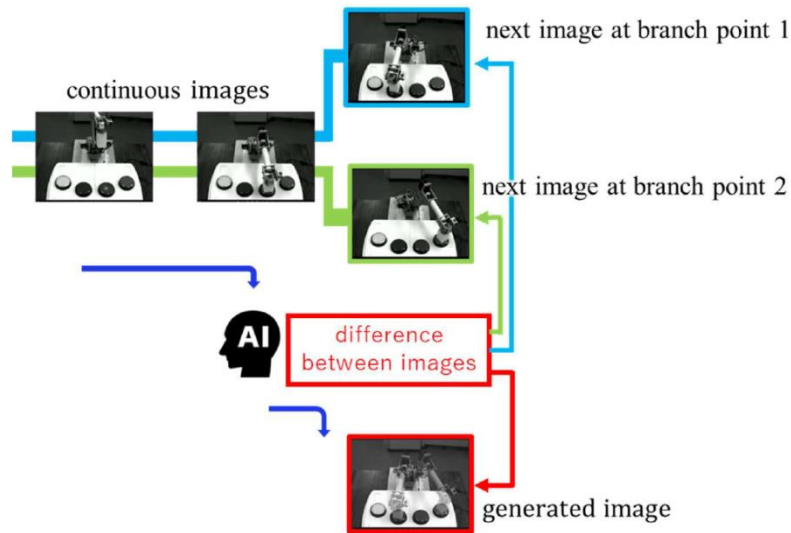 next image at branch point 1
continuous images
next image at branch point 2
AI
difference
between images
generated image